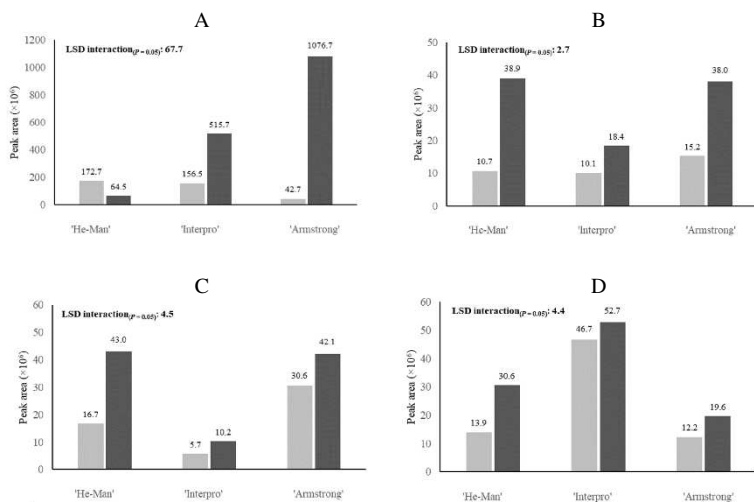 A
LSD interaction(P = 0.05): 67.7
Peak area (×10⁶)
1200
1000
800
600
400
200
0
172.7
64.5
156.5
515.7
42.7
1076.7
'He-Man'
'Interpro'
'Armstrong'
B
LSD interaction(P = 0.05): 2.7
Peak area (×10⁶)
50
40
30
20
10
0
10.7
38.9
10.1
18.4
15.2
38.0
'He-Man'
'Interpro'
'Armstrong'
C
LSD interaction(P = 0.05): 4.5
Peak area (×10⁶)
60
50
40
30
20
10
0
16.7
43.0
5.7
10.2
30.6
42.1
'He-Man'
'Interpro'
'Armstrong'
D
LSD interaction(P = 0.05): 4.4
Peak area (×10⁶)
60
50
40
30
20
10
0
13.9
30.6
46.7
52.7
12.2
19.6
'He-Man'
'Interpro'
'Armstrong'